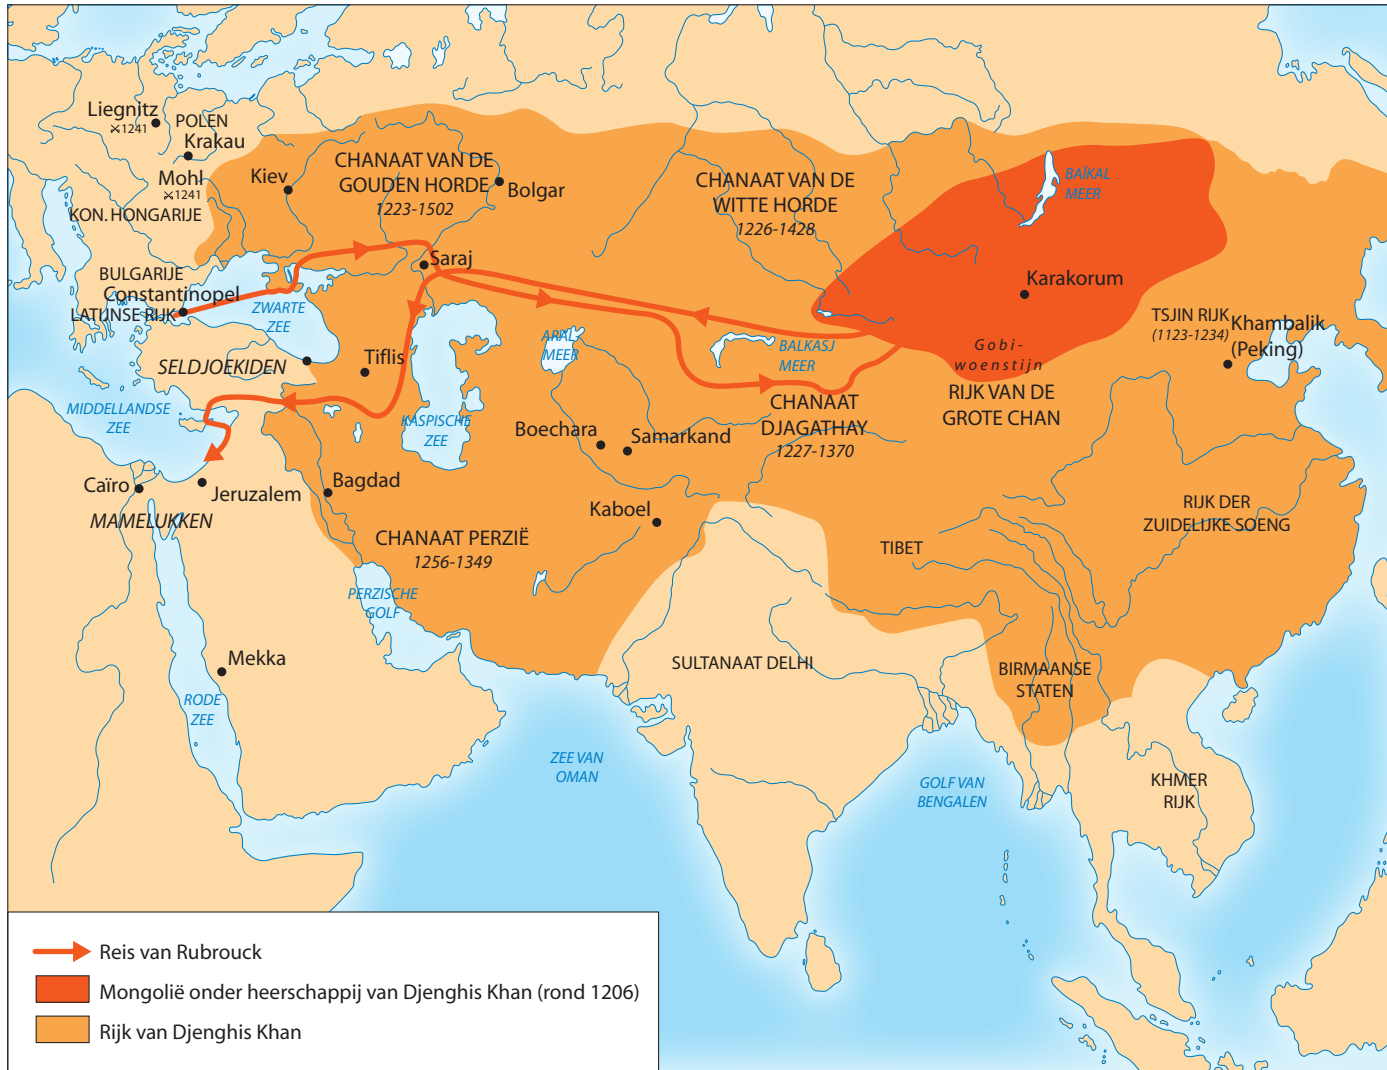 Liegnitz
⚔1241
POLEN
Krakau
Mohl
⚔1241
KON. HONGARIJE
Kiev
CHANAAT VAN DE
GOUDEN HORDE
1223-1502
Bolgar
CHANAAT VAN DE
WITTE HORDE
1226-1428
BAÏKAL
MEER
BULGARIJE
Constantinopel
LATIJNSE RIJK
ZWARTE
ZEE
Saraj
Karakorum
TSJIN RIJK
(1123-1234)
Khambalik
(Peking)
SELDJOEKIDEN
Tiflis
ARAL-
MEER
BALKASJ
MEER
Gobi-
woenstijn
RIJK VAN DE
GROTE CHAN
MIDDELLANDSE
ZEE
KASPISCHE
ZEE
Boechara
Samarkand
CHANAAT
DJAGATHAY
1227-1370
Caïro
Jeruzalem
MAMELUKKEN
Bagdad
Kaboel
CHANAAT PERZIË
1256-1349
TIBET
RIJK DER
ZUIDELIJKE SOENG
PERZISCHE
GOLF
Mekka
RODE
ZEE
SULTANAAT DELHI
BIRMAANSE
STATEN
ZEE VAN
OMAN
GOLF VAN
BENGALEN
KHMER
RIJK
Reis van Rubrouck
Mongolië onder heerschappij van Djenghis Khan (rond 1206)
Rijk van Djenghis Khan